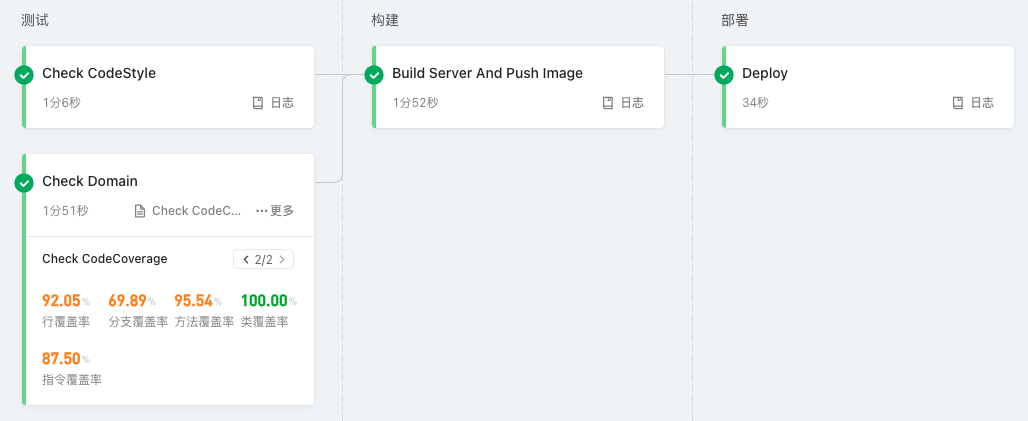 测试
构建
部署
Check CodeStyle
1分6秒
日志
Build Server And Push Image
1分52秒
日志
Deploy
34秒
日志
Check Domain
1分51秒
Check CodeC...
···更多
Check CodeCoverage
2/2
92.05%
69.89%
95.54%
100.00%
行覆盖率
分支覆盖率
方法覆盖率
类覆盖率
87.50%
指令覆盖率